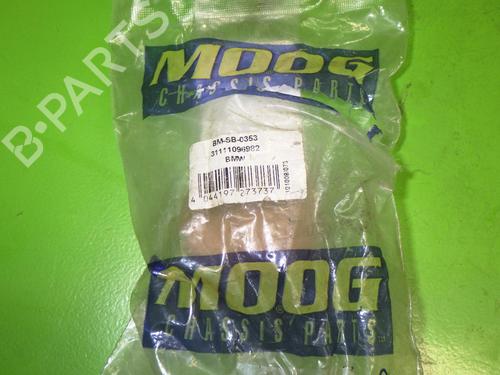 B-PARTS
MOOG
CHASSIS PARTS
BM-SB-0353
31111096982
BMW
4 044197 273737
MOOG
CHASSIS PARTS